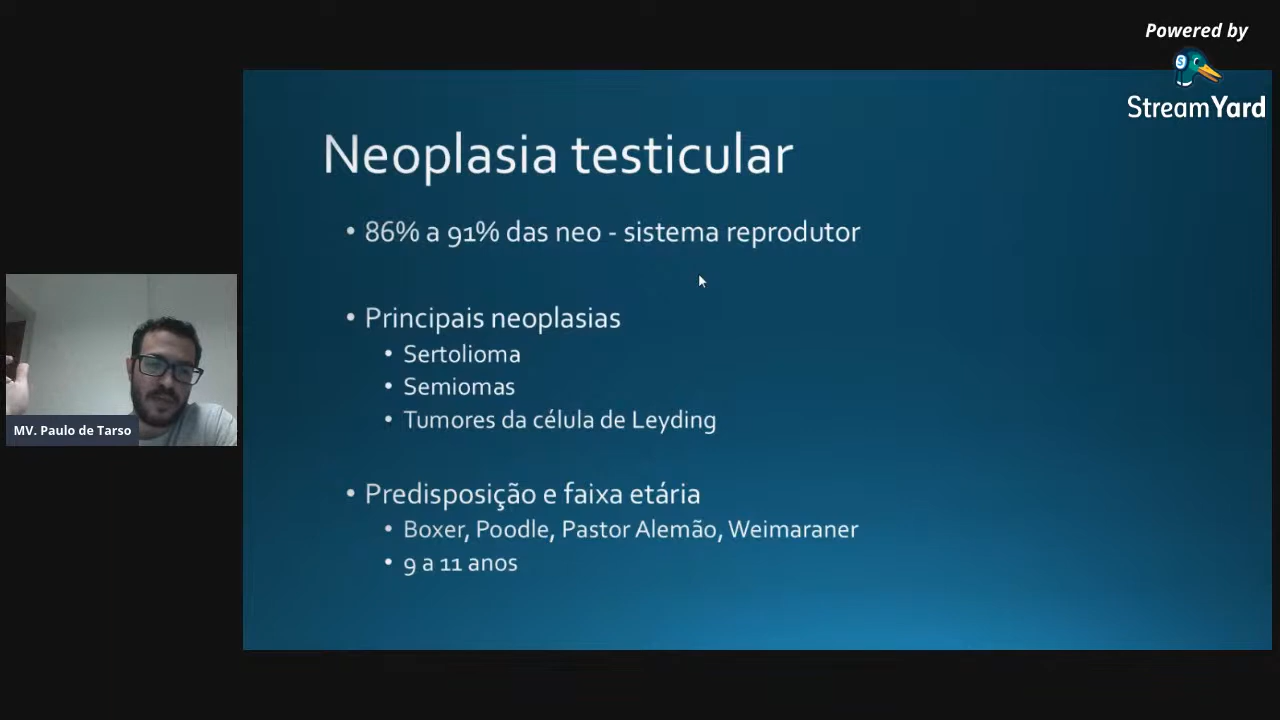 Powered by
StreamYard
Neoplasia testicular
• 86% a 91% das neo - sistema reprodutor
• Principais neoplasias
• Sertolioma
• Semiomas
• Tumores da célula de Leyding
• Predisposição e faixa etária
• Boxer, Poodle, Pastor Alemão, Weimaraner
• 9 a 11 anos
MV. Paulo de Tarso